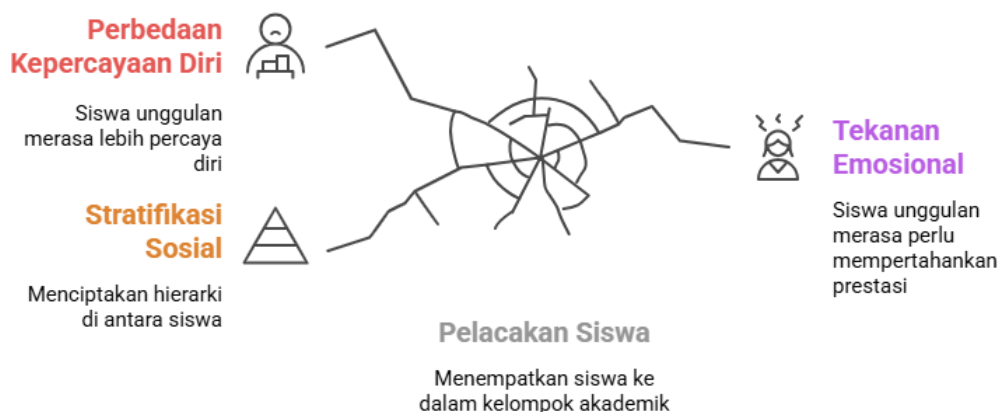 Perbedaan
Kepercayaan Diri
Siswa unggulan
merasa lebih percaya
diri
Stratifikasi
Sosial
Menciptakan hierarki
di antara siswa
Tekanan
Emosional
Siswa unggulan
merasa perlu
mempertahankan
prestasi
Pelacakan Siswa
Menempatkan siswa ke
dalam kelompok akademik